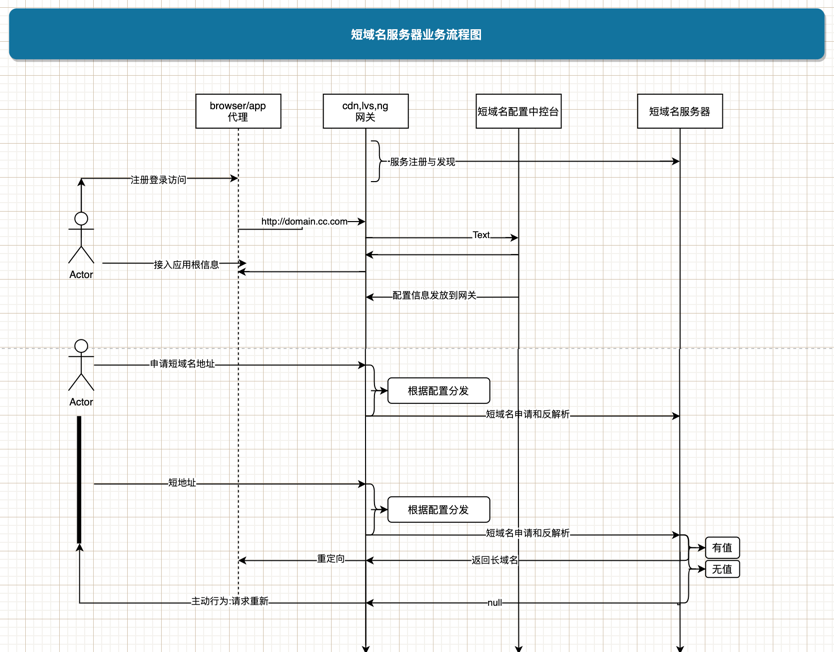 短域名服务器业务流程图
browser/app
代理
cdn,lvs,ng
网关
短域名配置中控台
短域名服务器
服务注册与发现
注册登录访问
http://domain.cc.com
Text
Actor
接入应用根信息
配置信息发放到网关
申请短域名地址
根据配置分发
Actor
短域名申请和反解析
短地址
根据配置分发
短域名申请和反解析
有值
重定向
返回长域名
无值
主动行为:请求重新
null